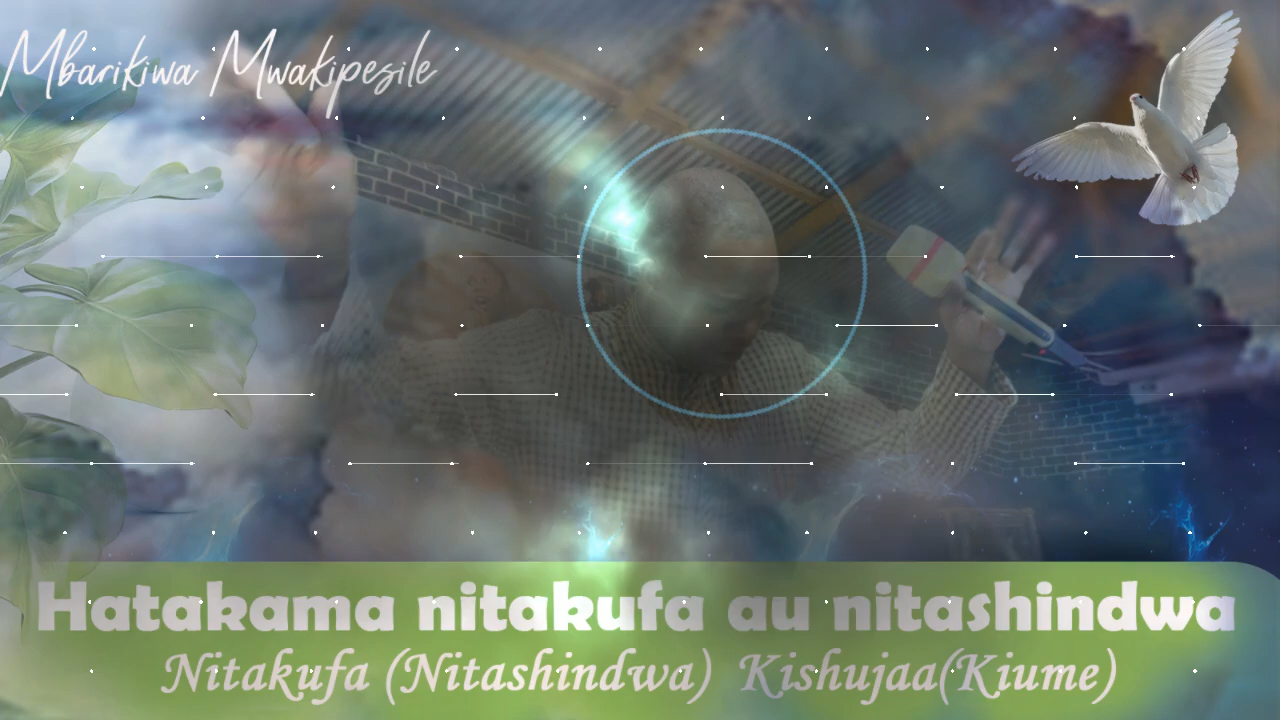 Mbarikiwa Mwakipesile
Hatakama nitakufa au nitashindwa
Nitakufa (Nitashindwa) Kishujaa(Kiume)